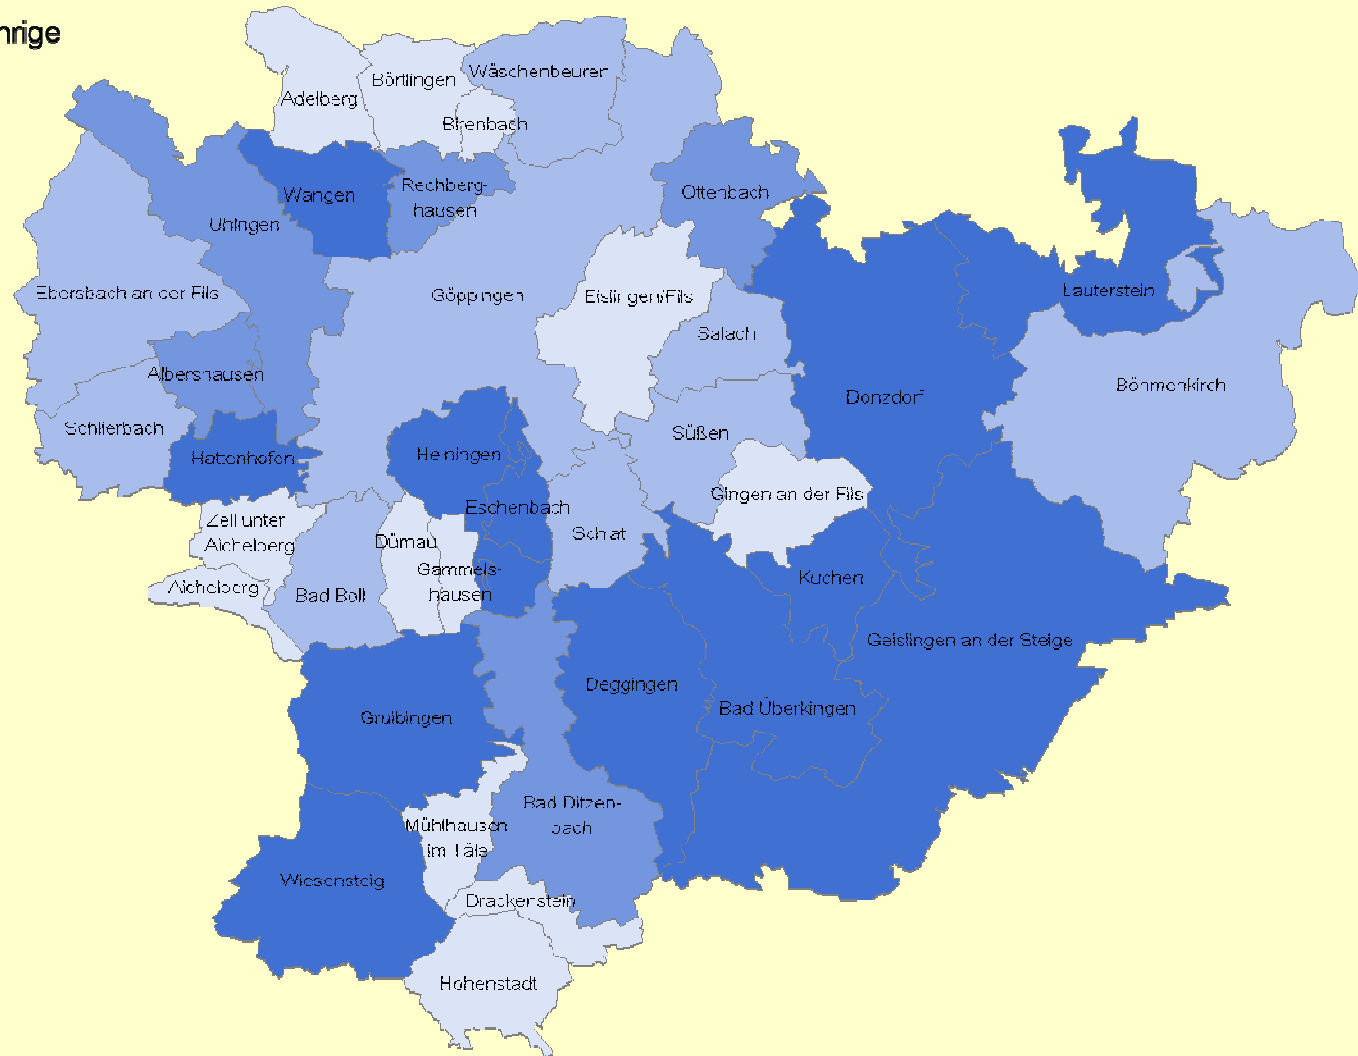 hrige
Adelberg
Börtlingen
Wäschenbeuren
Birenbach
Wangen
Rechberg-
hausen
Ottenbach
Uhingen
Ebersbach an der Fils
Göppingen
Eislingen/Fils
Lauterstein
Salach
Albershausen
Böhmenkirch
Donzdorf
Schlierbach
Süßen
Hattenhofen
Heiningen
Gingen an der Fils
Eschenbach
Zell unter
Aichelberg
Schlat
Dürnau
Gammels-
hausen
Kuchen
Aichelberg
Bad Boll
Geislingen an der Steige
Deggingen
Bad Überkingen
Gruibingen
Bad Ditzen-
bach
Mühlhausen
im Täle
Wiesensteig
Drackenstein
Hohenstadt